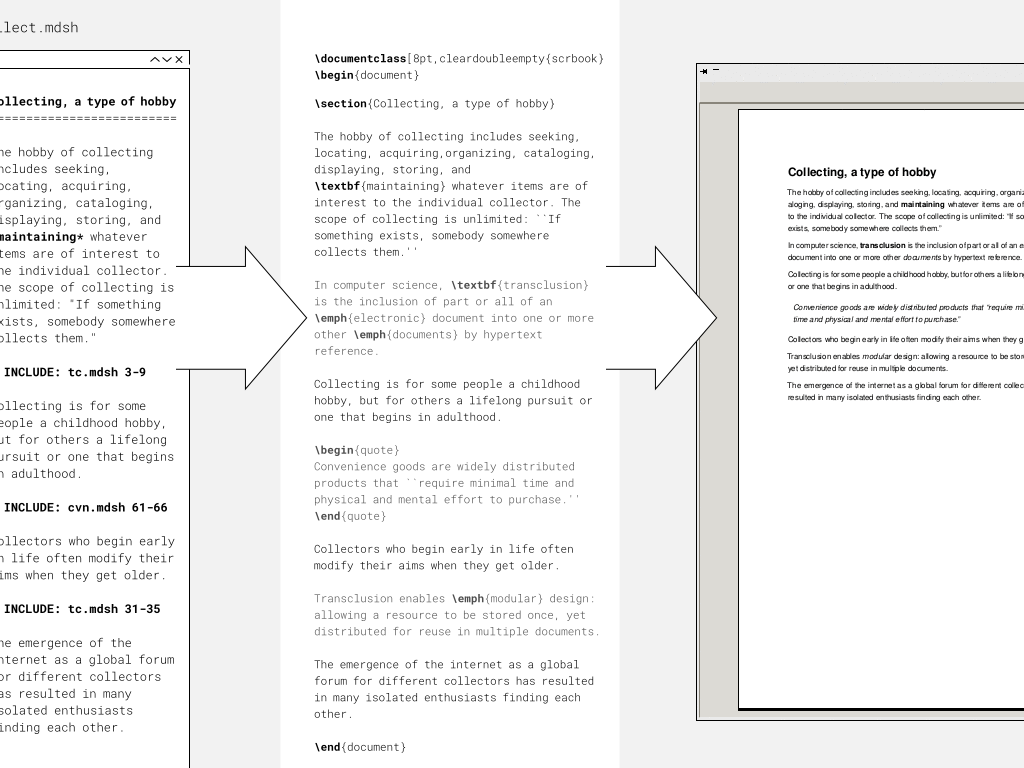 llect.mdsh
ollecting, a type of hobby
=========================
he hobby of collecting
ncludes seeking,
ocating, acquiring,
rganizing, cataloging,
isplaying, storing, and
maintaining* whatever
tems are of interest to
he individual collector.
he scope of collecting is
nlimited: "If something
xists, somebody somewhere
ollects them."
INCLUDE: tc.mdsh 3-9
ollecting is for some
eople a childhood hobby,
ut for others a lifelong
ursuit or one that begins
n adulthood.
INCLUDE: cvn.mdsh 61-66
ollectors who begin early
n life often modify their
ims when they get older.
INCLUDE: tc.mdsh 31-35
he emergence of the
nternet as a global forum
or different collectors
as resulted in many
solated enthusiasts
inding each other.
\documentclass[8pt,cleardoubleempty{scrbook}
\begin{document}
\section{Collecting, a type of hobby}
The hobby of collecting includes seeking,
locating, acquiring,organizing, cataloging,
displaying, storing, and
\textbf{maintaining} whatever items are of
interest to the individual collector. The
scope of collecting is unlimited: ``If
something exists, somebody somewhere
collects them.''
In computer science, \textbf{transclusion}
is the inclusion of part or all of an
\emph{electronic} document into one or more
other \emph{documents} by hypertext
reference.
Collecting is for some people a childhood
hobby, but for others a lifelong pursuit or
one that begins in adulthood.
\begin{quote}
Convenience goods are widely distributed
products that ``require minimal time and
physical and mental effort to purchase.''
\end{quote}
Collectors who begin early in life often
modify their aims when they get older.
Transclusion enables \emph{modular} design:
allowing a resource to be stored once, yet
distributed for reuse in multiple documents.
The emergence of the internet as a global
forum for different collectors has resulted
in many isolated enthusiasts finding each
other.
\end{document}
Collecting, a type of hobby
The hobby of collecting includes seeking, locating, acquiring, organiz
aloging, displaying, storing, and maintaining whatever items are of
to the individual collector. The scope of collecting is unlimited: "If so
exists, somebody somewhere collects them."
In computer science, transclusion is the inclusion of part or all of an e
document into one or more other documents by hypertext reference.
Collecting is for some people a childhood hobby, but for others a lifelong
or one that begins in adulthood.
Convenience goods are widely distributed products that "require mi
time and physical and mental effort to purchase."
Collectors who begin early in life often modify their aims when they g
Transclusion enables modular design: allowing a resource to be stor
yet distributed for reuse in multiple documents.
The emergence of the internet as a global forum for different collec
resulted in many isolated enthusiasts finding each other.